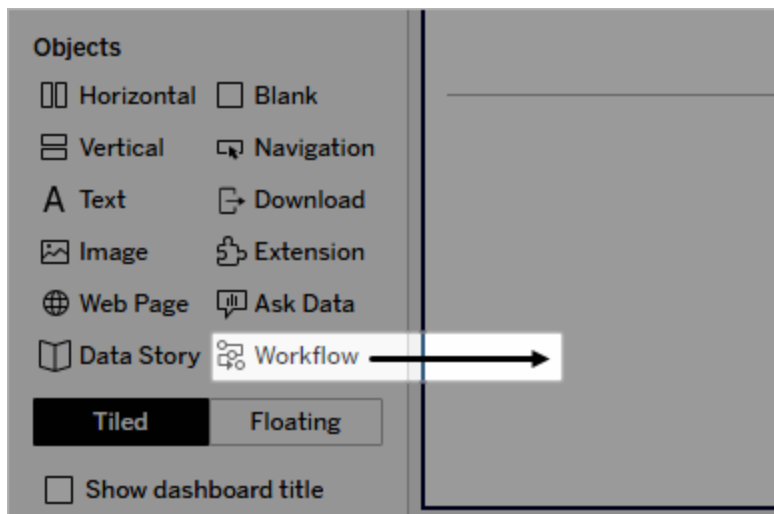 Objects
Horizontal Blank
Vertical Navigation
Text Download
Image Extension
Web Page Ask Data
Data Story Workflow
Tiled Floating
Show dashboard title